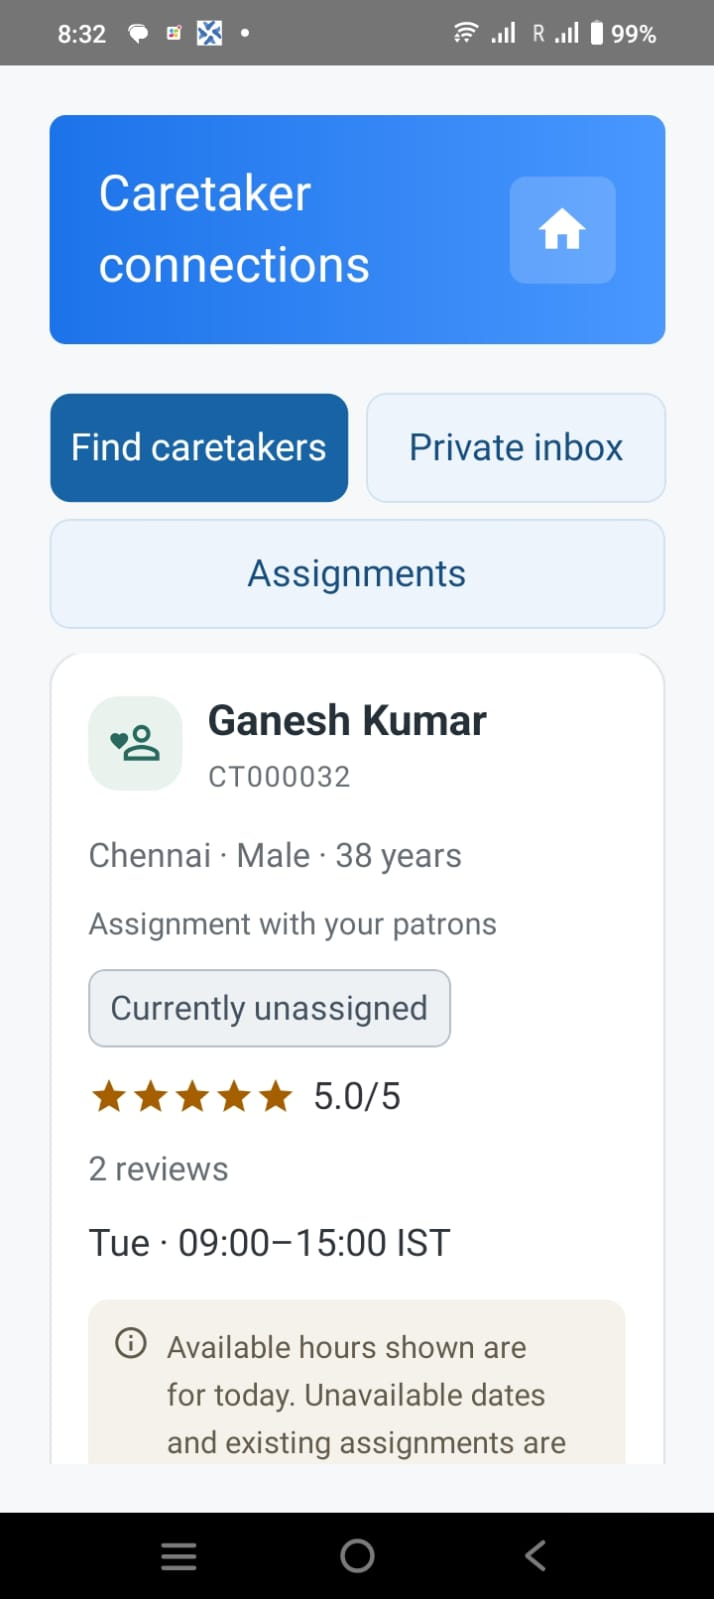 8:32 R 99%
Caretaker
connections
Find caretakers Private inbox
Assignments
Ganesh Kumar
CT000032
Chennai · Male · 38 years
Assignment with your patrons
Currently unassigned
5.0/5
2 reviews
Tue · 09:00–15:00 IST
Available hours shown are
for today. Unavailable dates
and existing assignments are